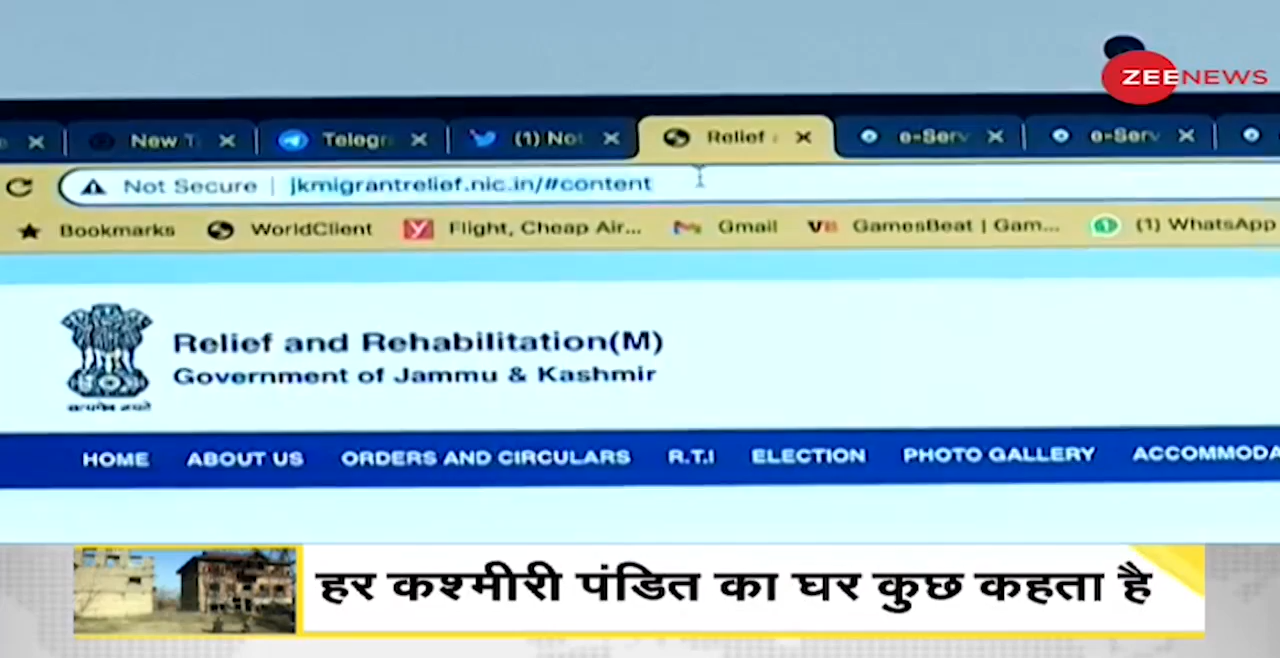 ZEENEWS
New T
Telegr
(1) Not
Relief
e-Serv
e-Serv
Not Secure | jkmigrantrelief.nic.in/#content
Bookmarks
WorldClient
Flight, Cheap Air...
Gmail
VB
GamesBeat | Gam...
(1) WhatsApp
Relief and Rehabilitation(M)
Government of Jammu & Kashmir
HOME ABOUT US ORDERS AND CIRCULARS R.T.I ELECTION PHOTO GALLERY ACCOMMODA
हर कश्मीरी पंडित का घर कुछ कहता है